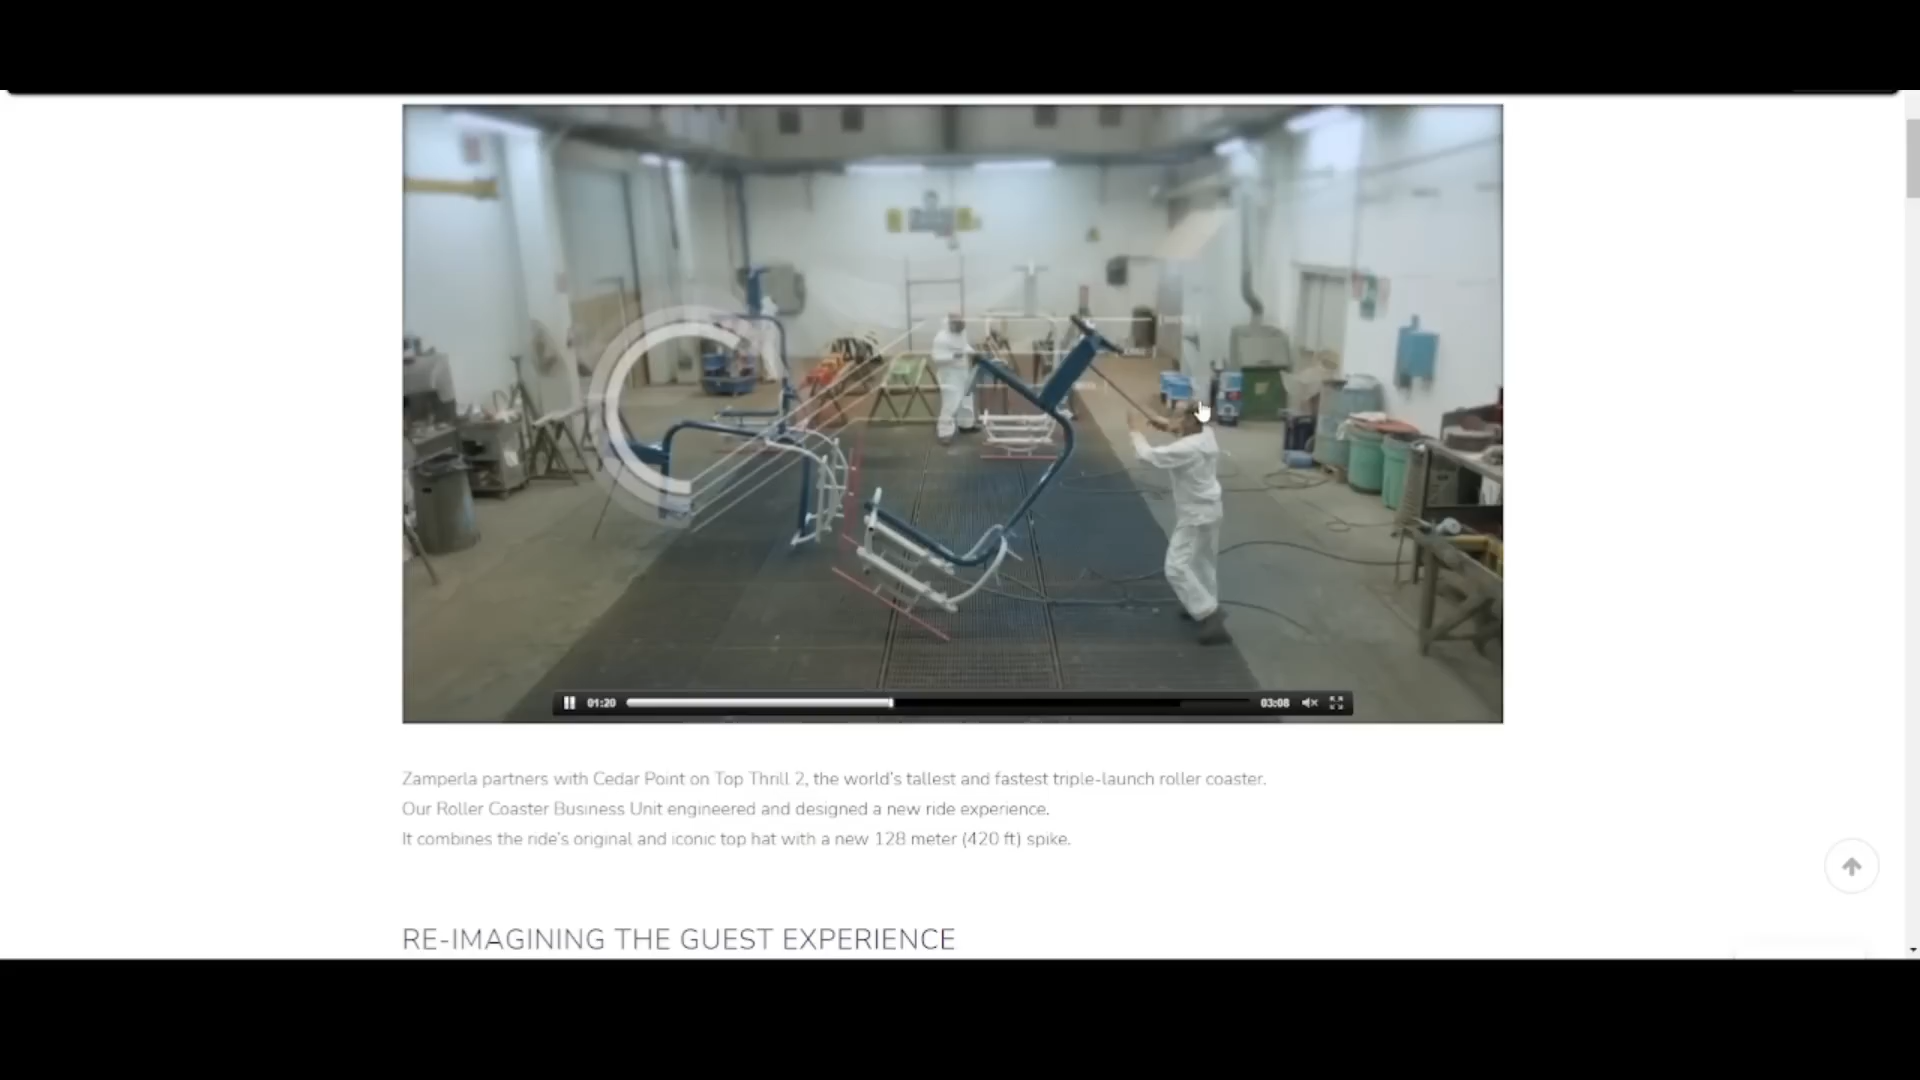 01:20
03:08
Zamperla partners with Cedar Point on Top Thrill 2, the world's tallest and fastest triple-launch roller coaster.
Our Roller Coaster Business Unit engineered and designed a new ride experience.
It combines the ride's original and iconic top hat with a new 128 meter (420 ft) spike.
RE-IMAGINING THE GUEST EXPERIENCE